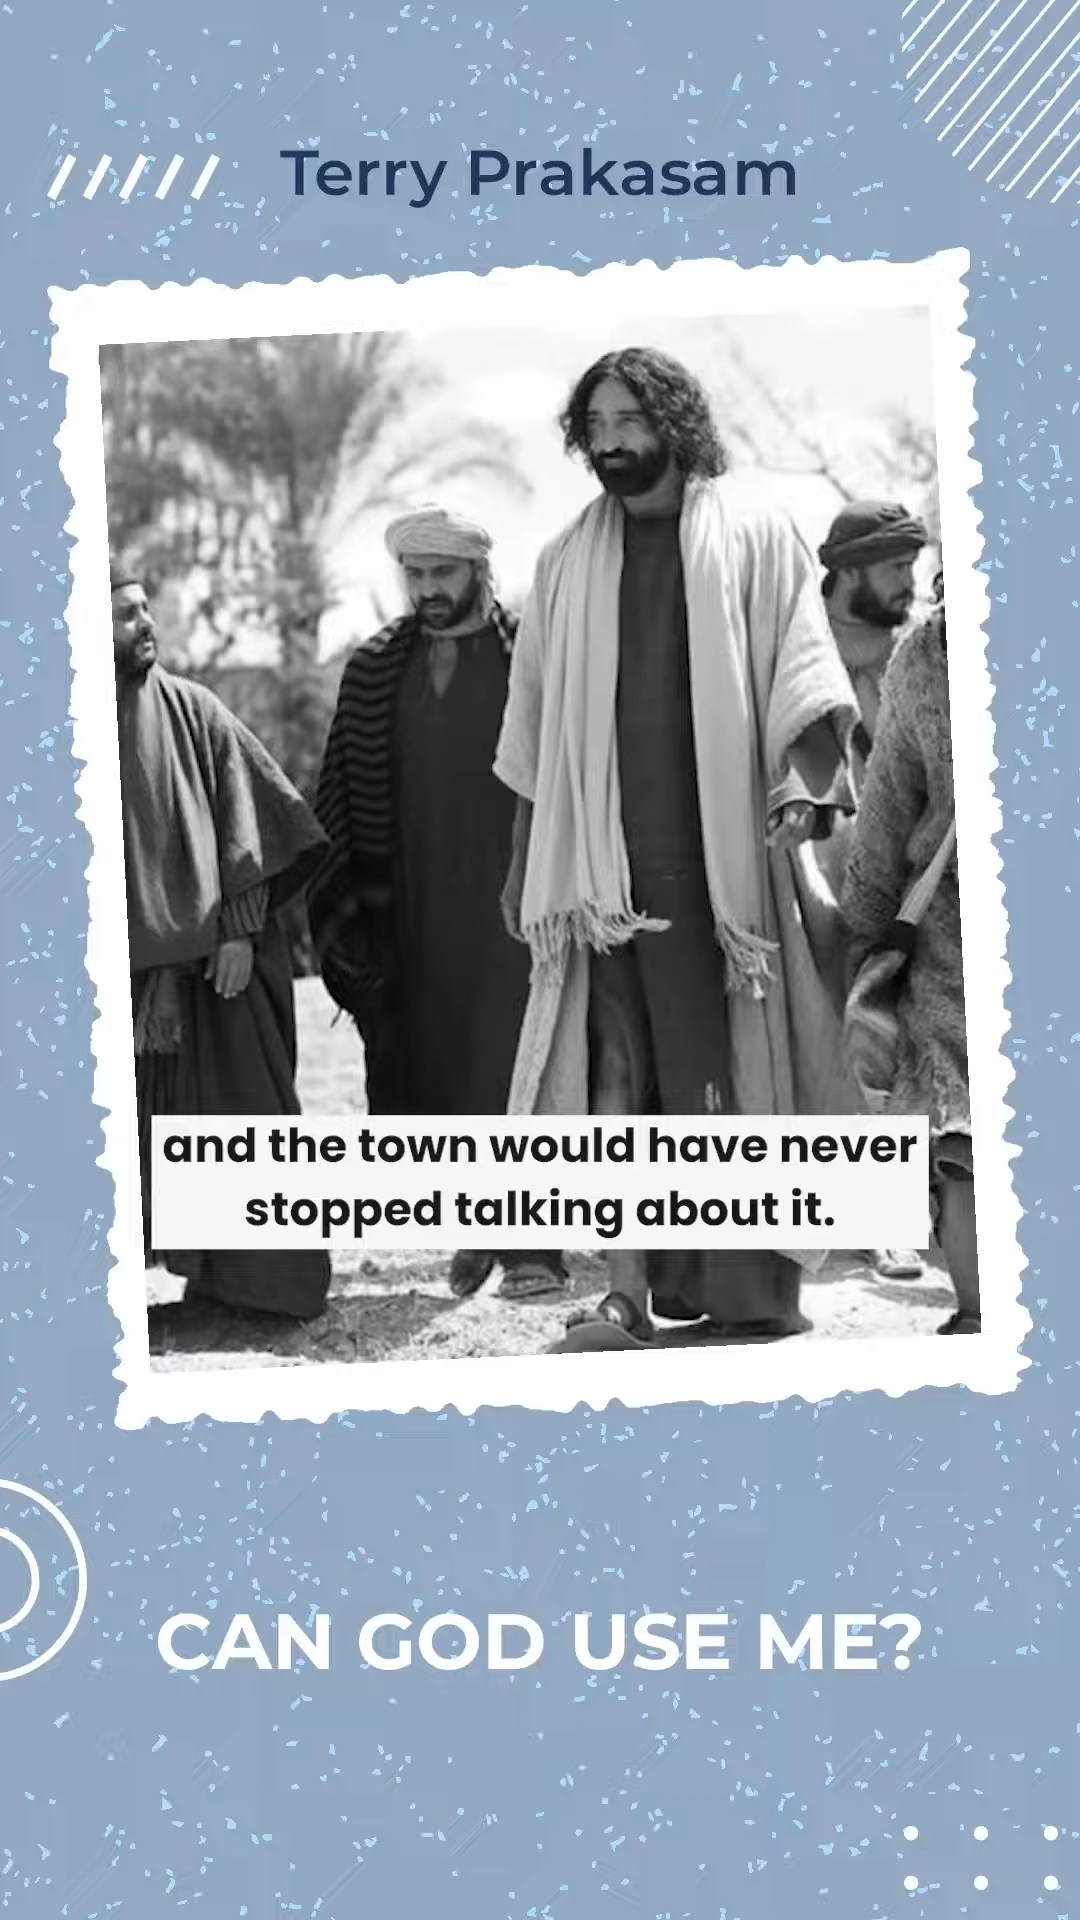 Terry Prakasam
and the town would have never
stopped talking about it.
CAN GOD USE ME?